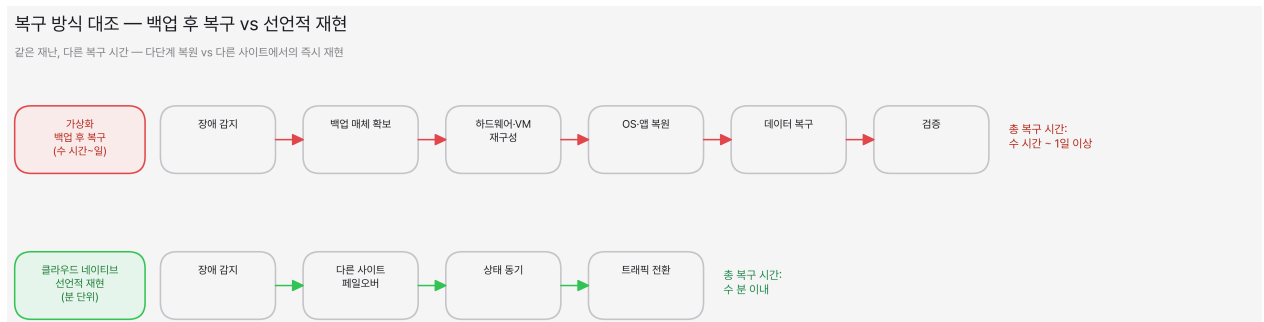 복구 방식 대조 — 백업 후 복구 vs 선언적 재현
같은 재난, 다른 복구 시간 — 다단계 복원 vs 다른 사이트에서의 즉시 재현
가상화
백업 후 복구
(수 시간~일)
장애 감지
백업 매체 확보
하드웨어·VM
재구성
OS·앱 복원
데이터 복구
검증
총 복구 시간:
수 시간 ~ 1일 이상
클라우드 네이티브
선언적 재현
(분 단위)
장애 감지
다른 사이트
페일오버
상태 동기
트래픽 전환
총 복구 시간:
수 분 이내